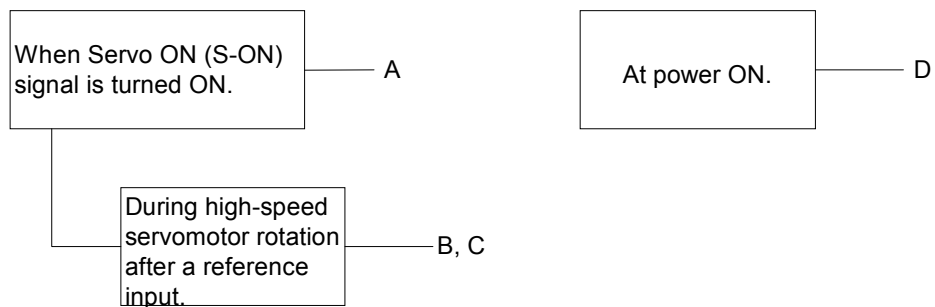 When Servo ON (S-ON)
signal is turned ON.
A
At power ON.
D
During high-speed
servomotor rotation
after a reference
input.
B, C